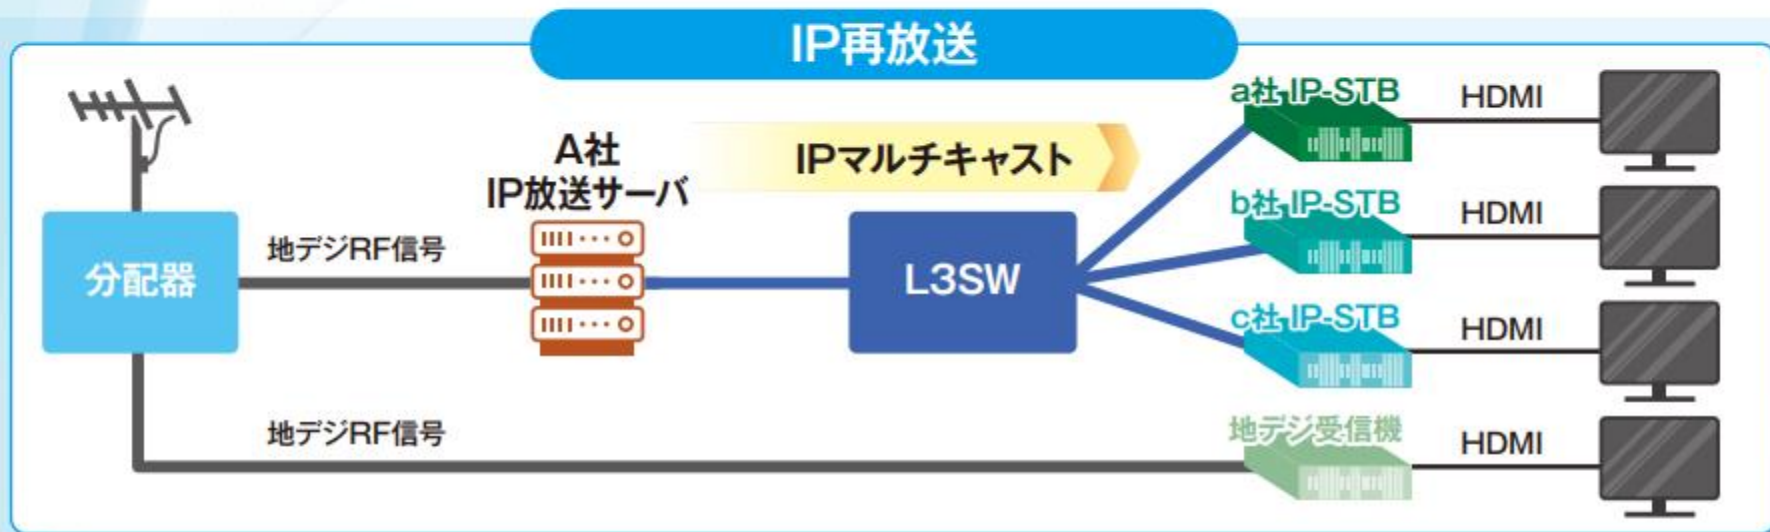 IP再放送
a社 IP-STB
HDMI
A社
IP放送サーバ
IPマルチキャスト
b社 IP-STB
HDMI
分配器
地デジRF信号
L3SW
c社 IP-STB
HDMI
地デジRF信号
地デジ受信機
HDMI